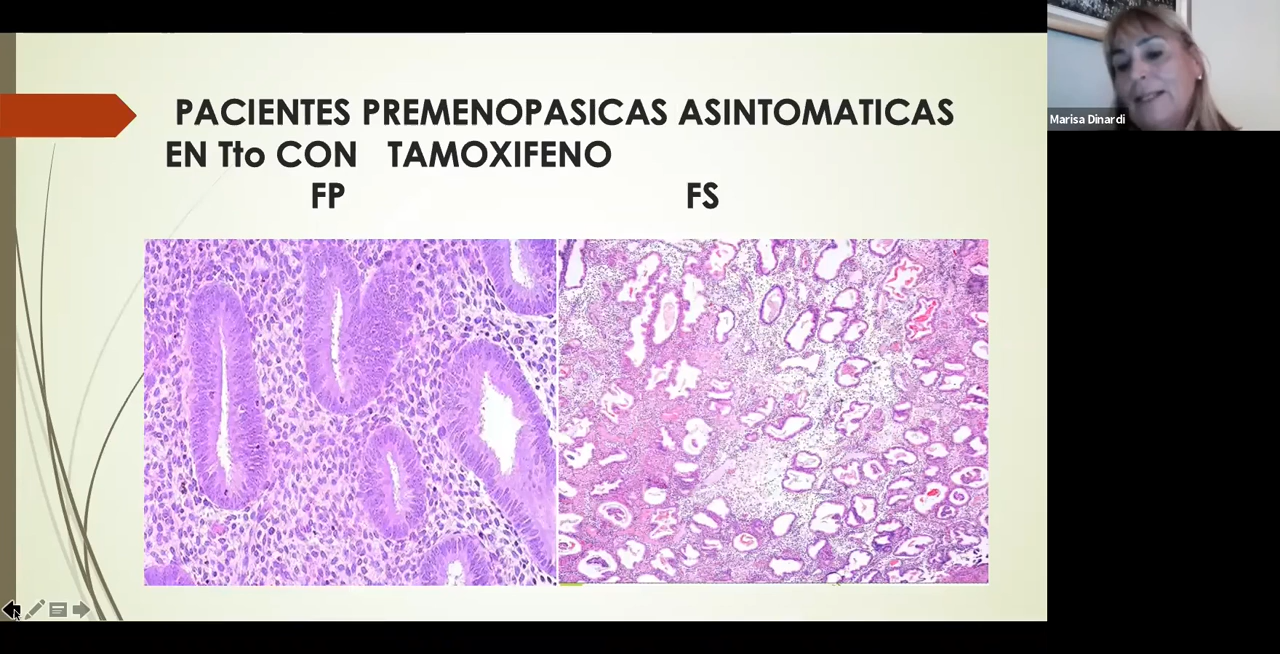 PACIENTES PREMENOPASICAS ASINTOMATICAS
EN Tto CON TAMOXIFENO
FP FS
Marisa Dinardi